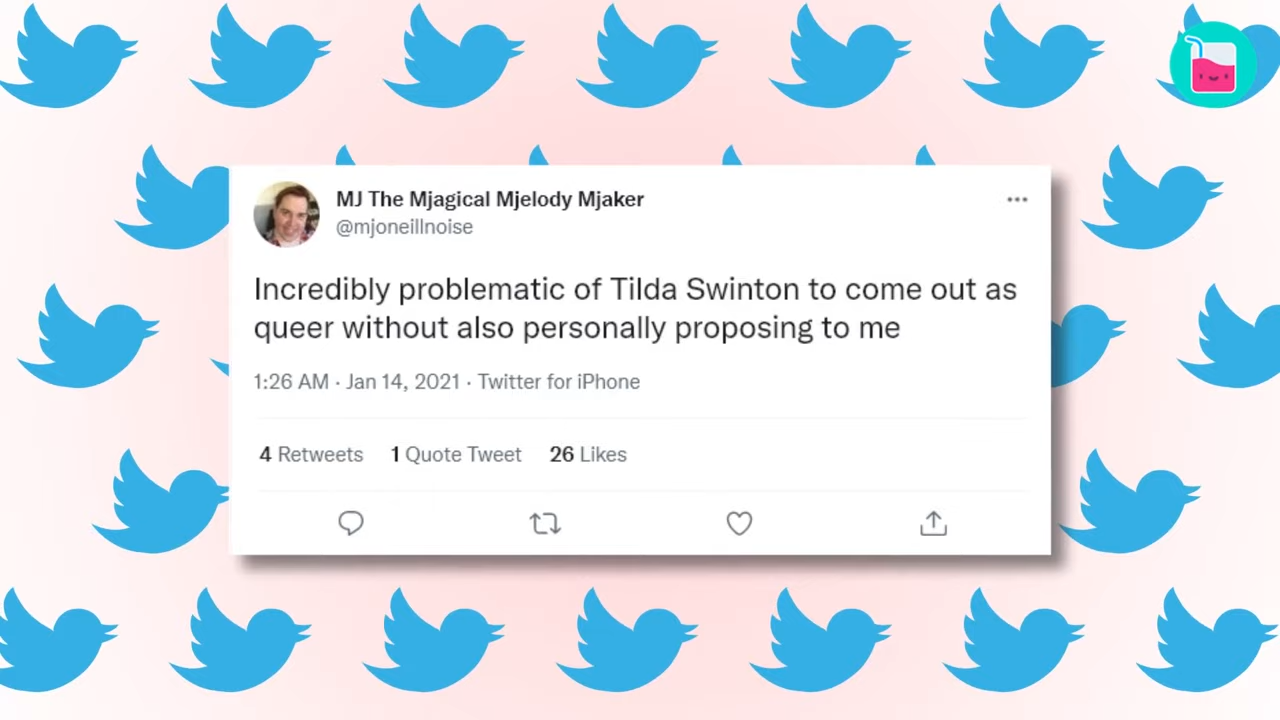 MJ The Mjagical Mjelody Mjaker
@mjoneillnoise
Incredibly problematic of Tilda Swinton to come out as
queer without also personally proposing to me
1:26 AM · Jan 14, 2021 · Twitter for iPhone
4 Retweets 1 Quote Tweet 26 Likes